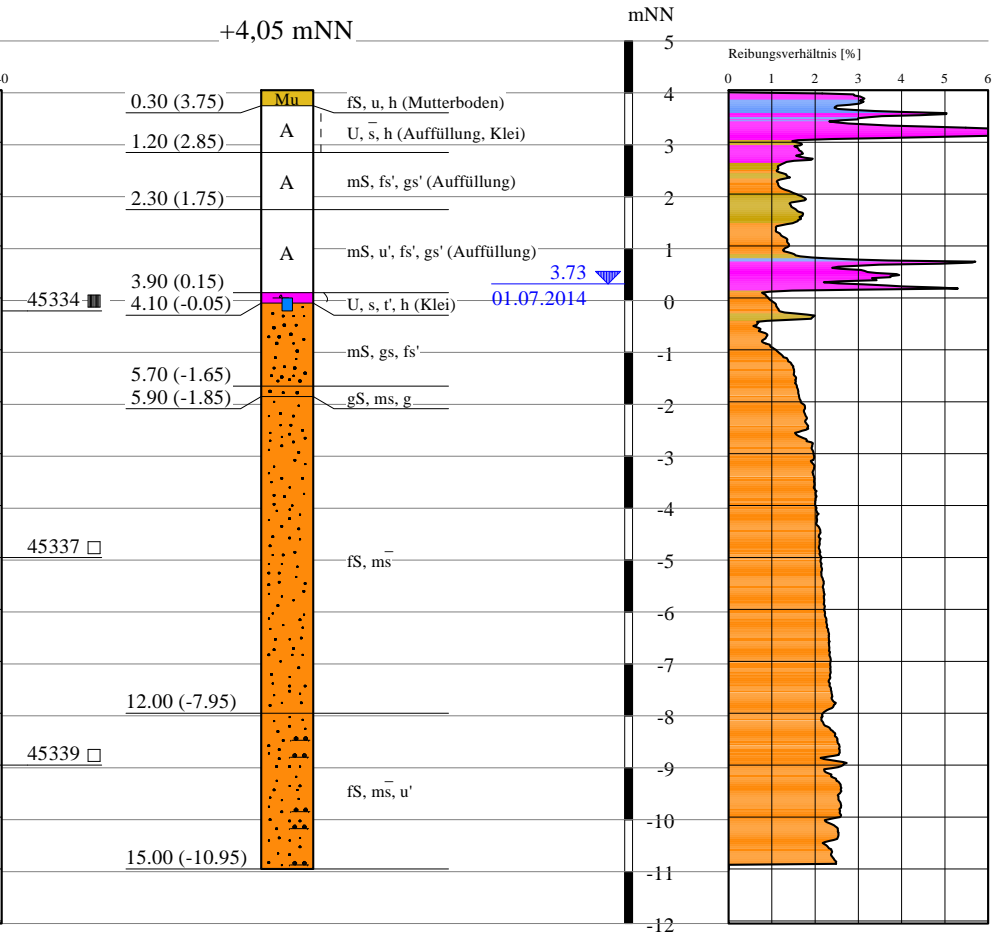 mNN
+4,05 mNN
5
Reibungsverhältnis [%]
0
0 1 2 3 4 5 6
4
Mu
0.30 (3.75)
fS, u, h (Mutterboden)
A
U, s̅, h (Auffüllung, Klei)
1.20 (2.85)
3
A
mS, fs', gs' (Auffüllung)
2.30 (1.75)
2
A
mS, u', fs', gs' (Auffüllung)
1
3.73
3.90 (0.15)
45334
4.10 (-0.05)
U, s, t', h (Klei)
01.07.2014
0
mS, gs, fs'
-1
5.70 (-1.65)
5.90 (-1.85)
gS, ms, g
-2
-3
-4
45337
fS, ms̅
-5
-6
-7
12.00 (-7.95)
-8
45339
-9
fS, ms̅, u'
-10
15.00 (-10.95)
-11
-12